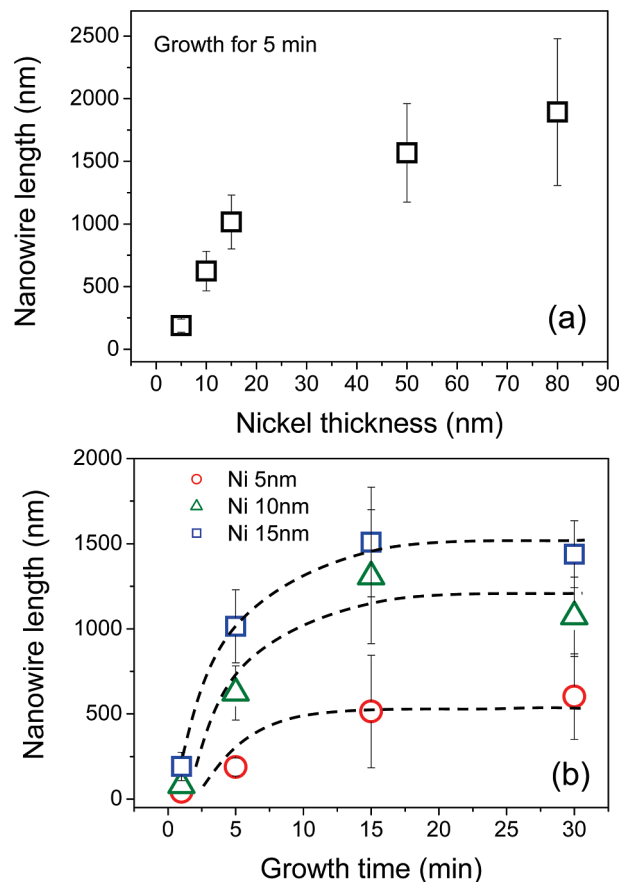 2500
Growth for 5 min
2000
1500
1000
500
0
Nanowire length (nm)
(a)
0 10 20 30 40 50 60 70 80 90
Nickel thickness (nm)
2000
Ni 5nm
Ni 10nm
Ni 15nm
1500
1000
500
0
Nanowire length (nm)
(b)
0 5 10 15 20 25 30
Growth time (min)